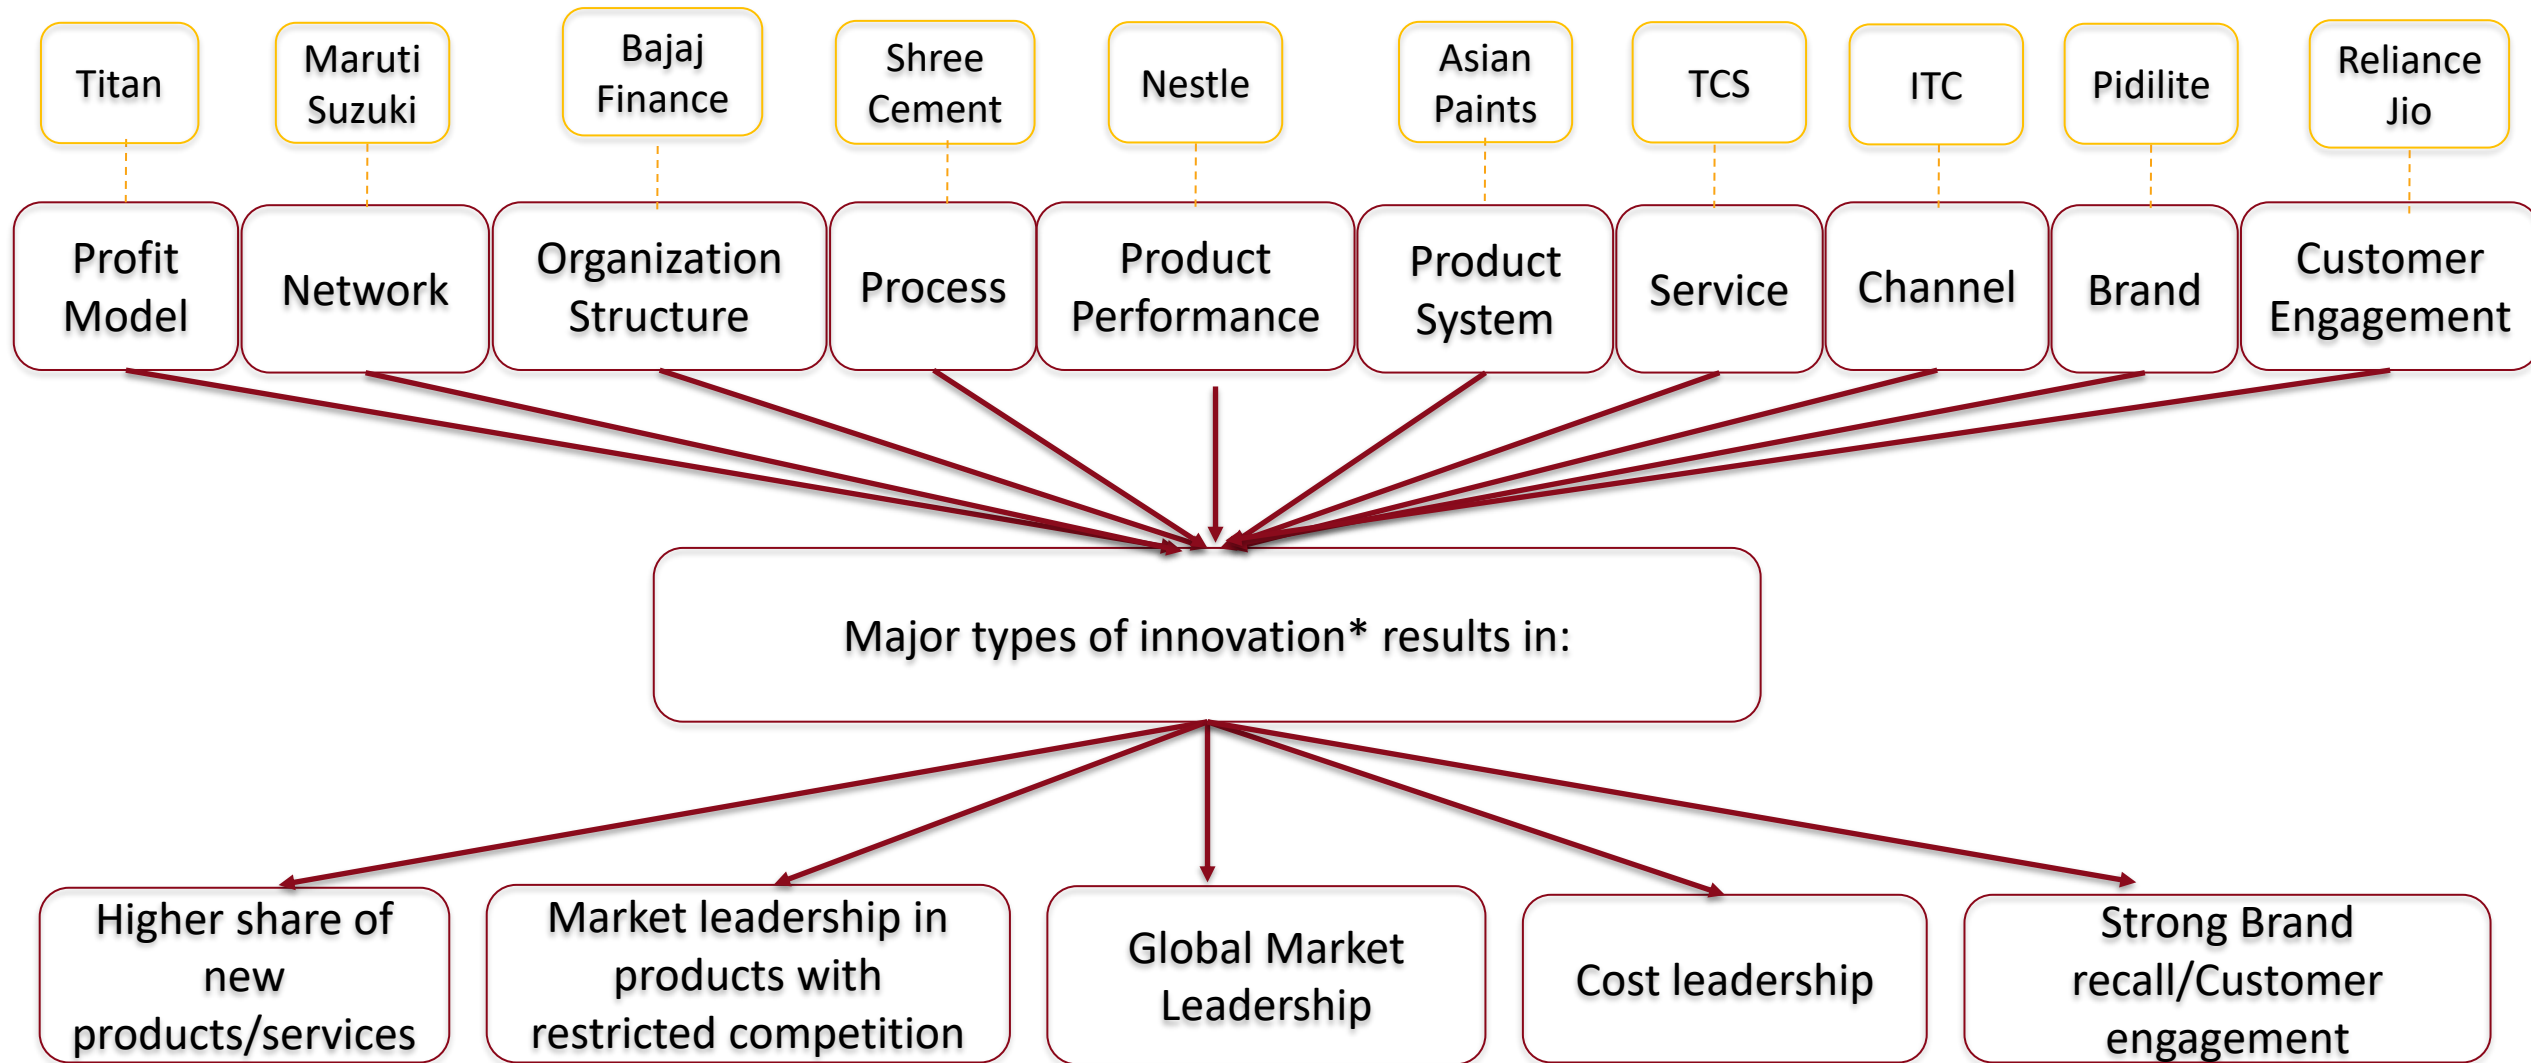 Titan
Maruti
Suzuki
Bajaj
Finance
Shree
Cement
Nestle
Asian
Paints
TCS
ITC
Pidilite
Reliance
Jio
Profit
Model
Network
Organization
Structure
Process
Product
Performance
Product
System
Service
Channel
Brand
Customer
Engagement
Major types of innovation* results in:
Higher share of
new
products/services
Market leadership in
products with
restricted competition
Global Market
Leadership
Cost leadership
Strong Brand
recall/Customer
engagement